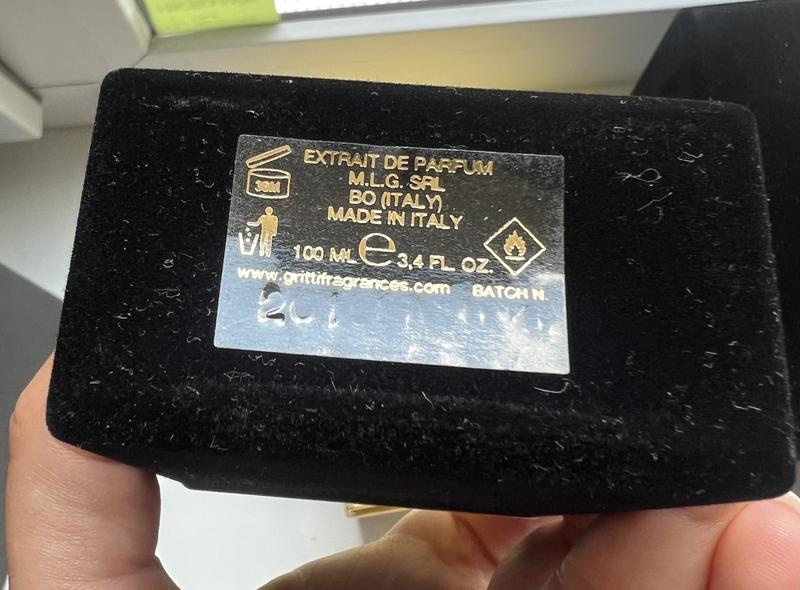 EXTRAIT DE PARFUM
36M
M.L.G. SRL
BO (ITALY)
MADE IN ITALY
100 ML e 3,4 FL. OZ.
www.grittifragrances.com BATCH N.